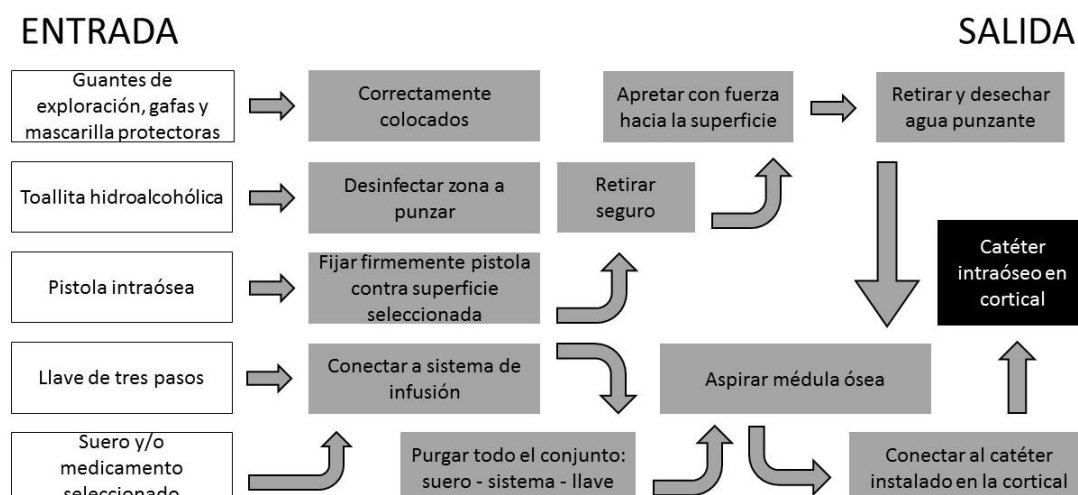 ENTRADA
SALIDA
Guantes de
exploración, gafas y
mascarilla protectoras
Correctamente
colocados
Apretar con fuerza
hacia la superficie
Retirar y desechar
agua punzante
Toallita hidroalcohólica
Desinfectar zona a
punzar
Retirar
seguro
Pistola intraósea
Fijar firmemente pistola
contra superficie
seleccionada
Catéter
intraóseo en
cortical
Llave de tres pasos
Conectar a sistema de
infusión
Aspirar médula ósea
Suero y/o
medicamento
seleccionado
Purgar todo el conjunto:
suero - sistema - llave
Conectar al catéter
instalado en la cortical